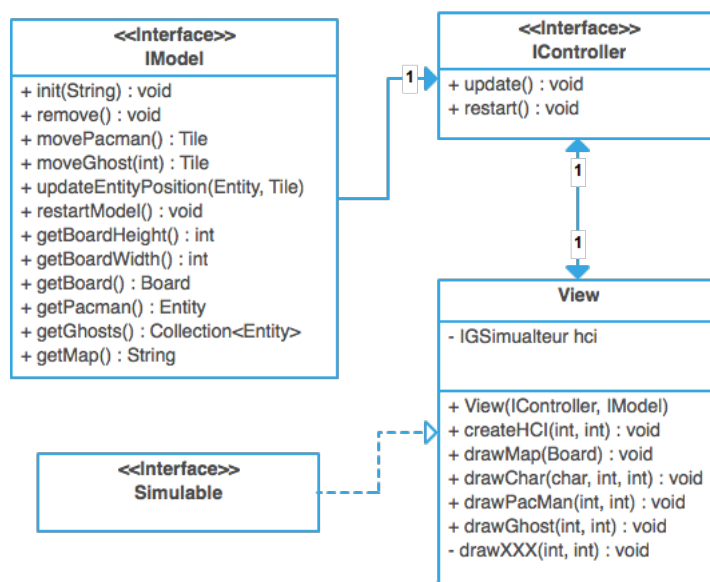 <<Interface>>
IModel
+ init(String) : void
+ remove() : void
+ movePacman() : Tile
+ moveGhost(int) : Tile
+ updateEntityPosition(Entity, Tile)
+ restartModel() : void
+ getBoardHeight() : int
+ getBoardWidth() : int
+ getBoard() : Board
+ getPacman() : Entity
+ getGhosts() : Collection<Entity>
+ getMap() : String
1
<<Interface>>
IController
+ update() : void
+ restart() : void
1
1
View
- IGSimualteur hci
+ View(IController, IModel)
+ createHCI(int, int) : void
+ drawMap(Board) : void
+ drawChar(char, int, int) : void
+ drawPacMan(int, int) : void
+ drawGhost(int, int) : void
- drawXXX(int, int) : void
<<Interface>>
Simulable